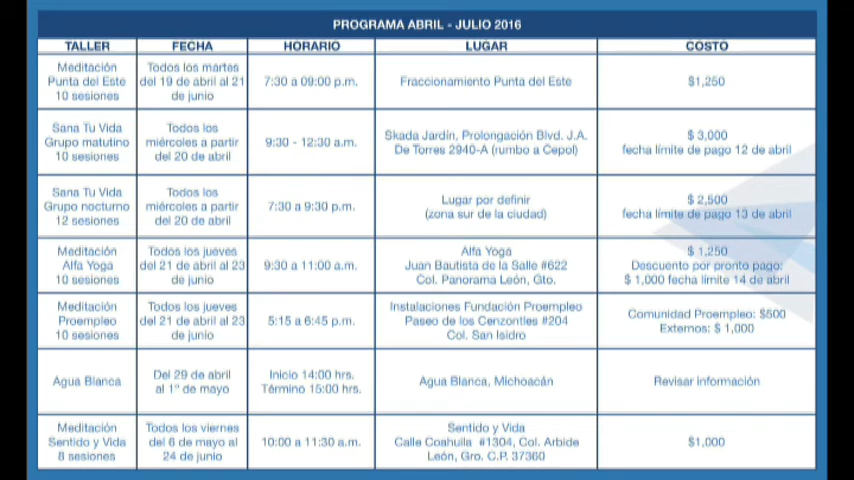 PROGRAMA ABRIL - JULIO 2016
TALLER
FECHA
HORARIO
LUGAR
COSTO
Meditación
Punta del Este
10 sesiones
Todos los martes
del 19 de abril al 21
de junio
7:30 a 09:00 p.m.
Fraccionamiento Punta del Este
$1,250
Sana Tu Vida
Grupo matutino
10 sesiones
Todos los
miércoles a partir
del 20 de abril
9:30 - 12:30 a.m.
Skada Jardín, Prolongación Blvd. J.A.
De Torres 2940-A (rumbo a Cepol)
$ 3,000
fecha límite de pago 12 de abril
Sana Tu Vida
Grupo nocturno
12 sesiones
Todos los
miércoles a partir
del 20 de abril
7:30 a 9:30 p.m.
Lugar por definir
(zona sur de la ciudad)
$ 2,500
fecha límite de pago 13 de abril
Meditación
Alfa Yoga
10 sesiones
Todos los jueves
del 21 de abril al 23
de junio
9:30 a 11:00 a.m.
Alfa Yoga
Juan Bautista de la Salle #622
Col. Panorama León, Gto.
$ 1,250
Descuento por pronto pago:
$ 1,000 fecha límite 14 de abril
Meditación
Proempleo
10 sesiones
Todos los jueves
del 21 de abril al 23
de junio
5:15 a 6:45 p.m.
Instalaciones Fundación Proempleo
Paseo de los Cenzontles #204
Col. San Isidro
Comunidad Proempleo: $500
Externos: $ 1,000
Agua Blanca
Del 29 de abril
al 1º de mayo
Inicio 14:00 hrs.
Término 15:00 hrs.
Agua Blanca, Michoacán
Revisar información
Meditación
Sentido y Vida
8 sesiones
Todos los viernes
del 6 de mayo al
24 de junio
10:00 a 11:30 a.m.
Sentido y Vida
Calle Coahuila #1304, Col. Arbide
León, Gro. C.P. 37360
$1,000